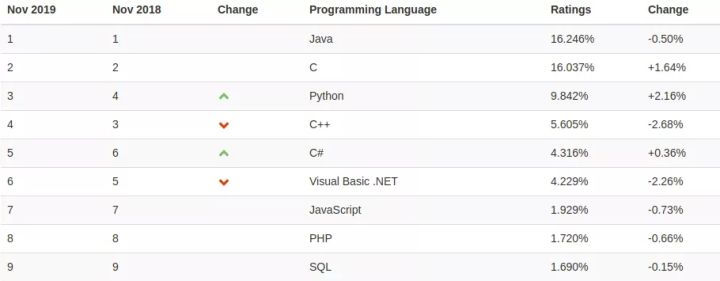 Nov 2019 Nov 2018 Change Programming Language Ratings Change
1 1 Java 16.246% -0.50%
2 2 C 16.037% +1.64%
3 4 Python 9.842% +2.16%
4 3 C++ 5.605% -2.68%
5 6 C# 4.316% +0.36%
6 5 Visual Basic .NET 4.229% -2.26%
7 7 JavaScript 1.929% -0.73%
8 8 PHP 1.720% -0.66%
9 9 SQL 1.690% -0.15%